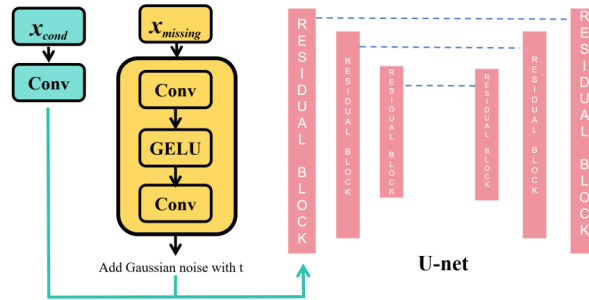 x_cond
Conv
x_missing
Conv
GELU
Conv
Add Gaussian noise with t
RESIDUAL BLOCK
RESIDUAL BLOCK
RESIDUAL BLOCK
RESIDUAL BLOCK
RESIDUAL BLOCK
RESIDUAL BLOCK
U-net